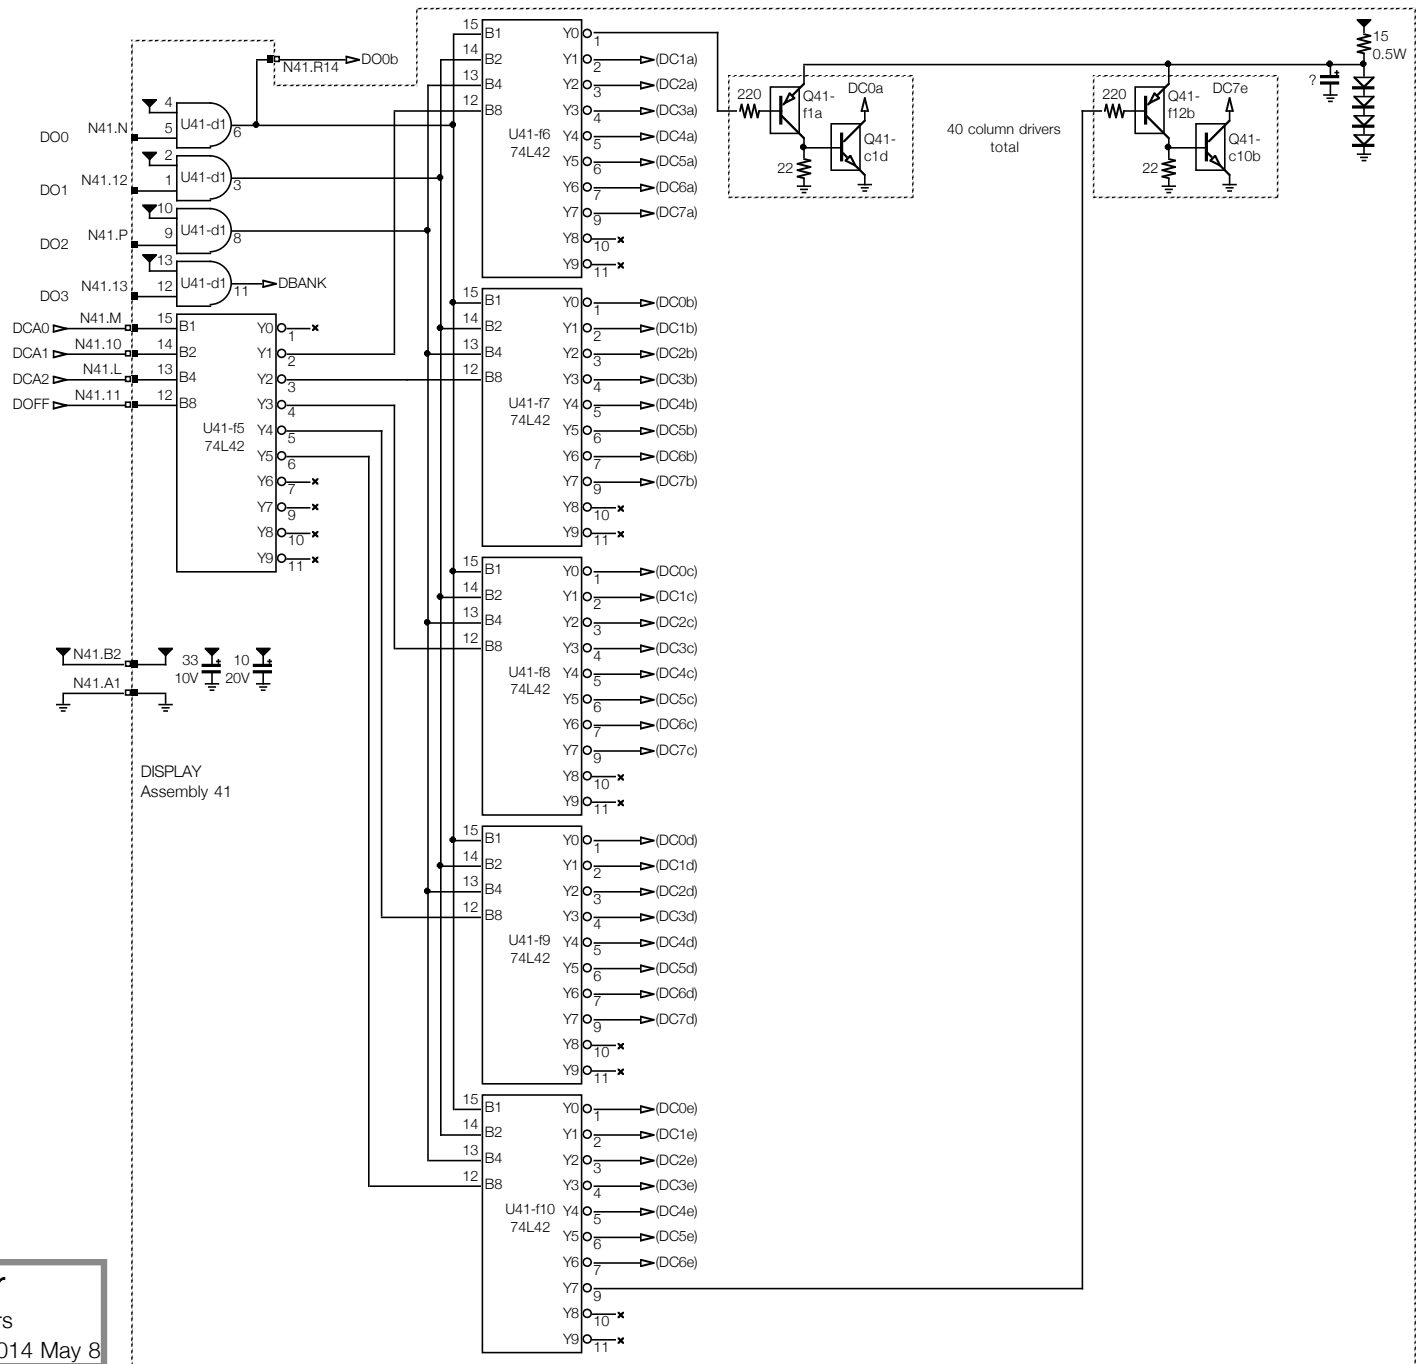 N41.R14
DO0b
4
DO0
N41.N
5
U41-d1
6
2
DO1
N41.12
1
U41-d1
3
10
DO2
N41.P
9
U41-d1
8
13
DO3
N41.13
12
U41-d1
11
DBANK
DCA0
N41.M
15
B1
Y0
1
DCA1
N41.10
14
B2
Y1
2
DCA2
N41.L
13
B4
Y2
3
DOFF
N41.11
12
B8
Y3
4
U41-f5
74L42
Y4
5
Y5
6
Y6
7
Y7
9
Y8
10
Y9
11
N41.B2
N41.A1
33
10V
10
20V
DISPLAY
Assembly 41
15
B1
Y0
1
14
B2
Y1
2
(DC1a)
13
B4
Y2
3
(DC2a)
12
B8
Y3
4
(DC3a)
U41-f6
74L42
Y4
5
(DC4a)
Y5
6
(DC5a)
Y6
7
(DC6a)
Y7
9
(DC7a)
Y8
10
Y9
11
15
B1
Y0
1
(DC0b)
14
B2
Y1
2
(DC1b)
13
B4
Y2
3
(DC2b)
12
B8
Y3
4
(DC3b)
U41-f7
74L42
Y4
5
(DC4b)
Y5
6
(DC5b)
Y6
7
(DC6b)
Y7
9
(DC7b)
Y8
10
Y9
11
15
B1
Y0
1
(DC0c)
14
B2
Y1
2
(DC1c)
13
B4
Y2
3
(DC2c)
12
B8
Y3
4
(DC3c)
U41-f8
74L42
Y4
5
(DC4c)
Y5
6
(DC5c)
Y6
7
(DC6c)
Y7
9
(DC7c)
Y8
10
Y9
11
15
B1
Y0
1
(DC0d)
14
B2
Y1
2
(DC1d)
13
B4
Y2
3
(DC2d)
12
B8
Y3
4
(DC3d)
U41-f9
74L42
Y4
5
(DC4d)
Y5
6
(DC5d)
Y6
7
(DC6d)
Y7
9
(DC7d)
Y8
10
Y9
11
15
B1
Y0
1
(DC0e)
14
B2
Y1
2
(DC1e)
13
B4
Y2
3
(DC2e)
12
B8
Y3
4
(DC3e)
U41-f10
74L42
Y4
5
(DC4e)
Y5
6
(DC5e)
Y6
7
(DC6e)
Y7
9
Y8
10
Y9
11
220
Q41-
f1a
DC0a
Q41-
c1d
22
40 column drivers
total
220
Q41-
f12b
DC7e
Q41-
c10b
22
?
15
0.5W
r
rs
014 May 8